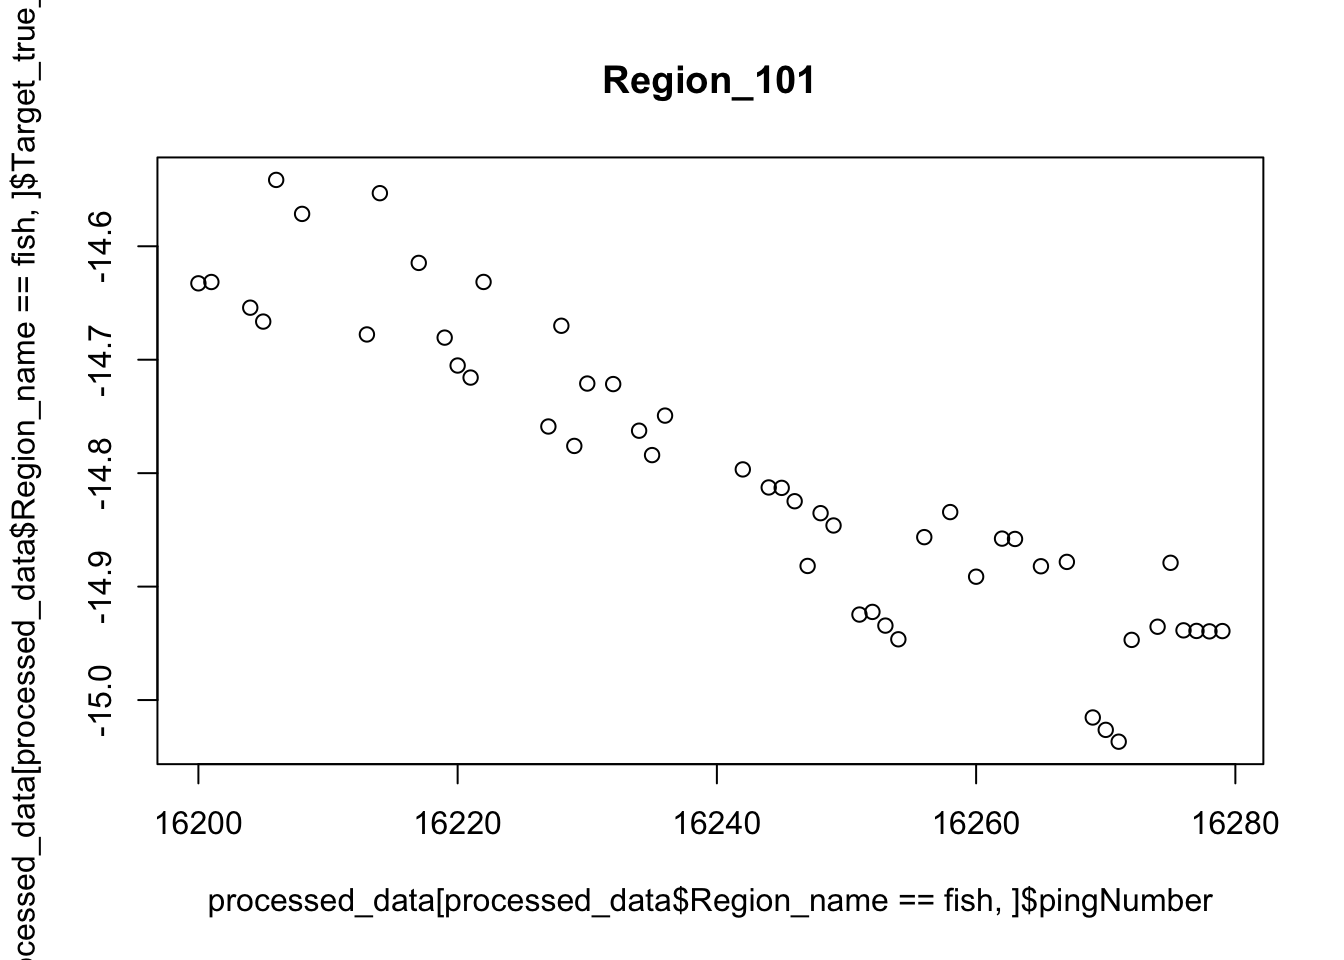 Region_101
ocessed_data[processed_data$Region_name == fish, ]$Target_true_
-14.6
-14.7
-14.8
-14.9
-15.0
16200 16220 16240 16260 16280
processed_data[processed_data$Region_name == fish, ]$pingNumber